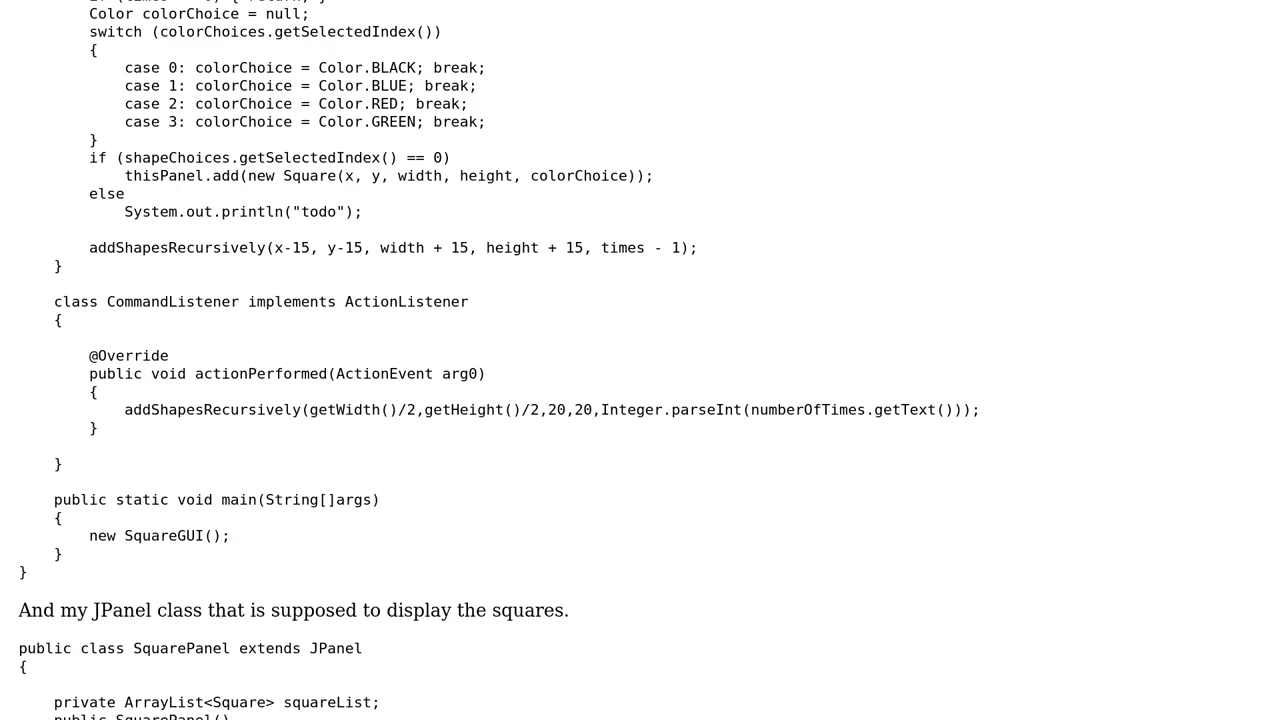 Color colorChoice = null;
switch (colorChoices.getSelectedIndex())
{
case 0: colorChoice = Color.BLACK; break;
case 1: colorChoice = Color.BLUE; break;
case 2: colorChoice = Color.RED; break;
case 3: colorChoice = Color.GREEN; break;
}
if (shapeChoices.getSelectedIndex() == 0)
thisPanel.add(new Square(x, y, width, height, colorChoice));
else
System.out.println("todo");
addShapesRecursively(x-15, y-15, width + 15, height + 15, times - 1);
}
class CommandListener implements ActionListener
{
@Override
public void actionPerformed(ActionEvent arg0)
{
addShapesRecursively(getWidth()/2,getHeight()/2,20,20,Integer.parseInt(numberOfTimes.getText()));
}
}
public static void main(String[]args)
{
new SquareGUI();
}
}
And my JPanel class that is supposed to display the squares.
public class SquarePanel extends JPanel
{
private ArrayList<Square> squareList;
public SquarePanel()